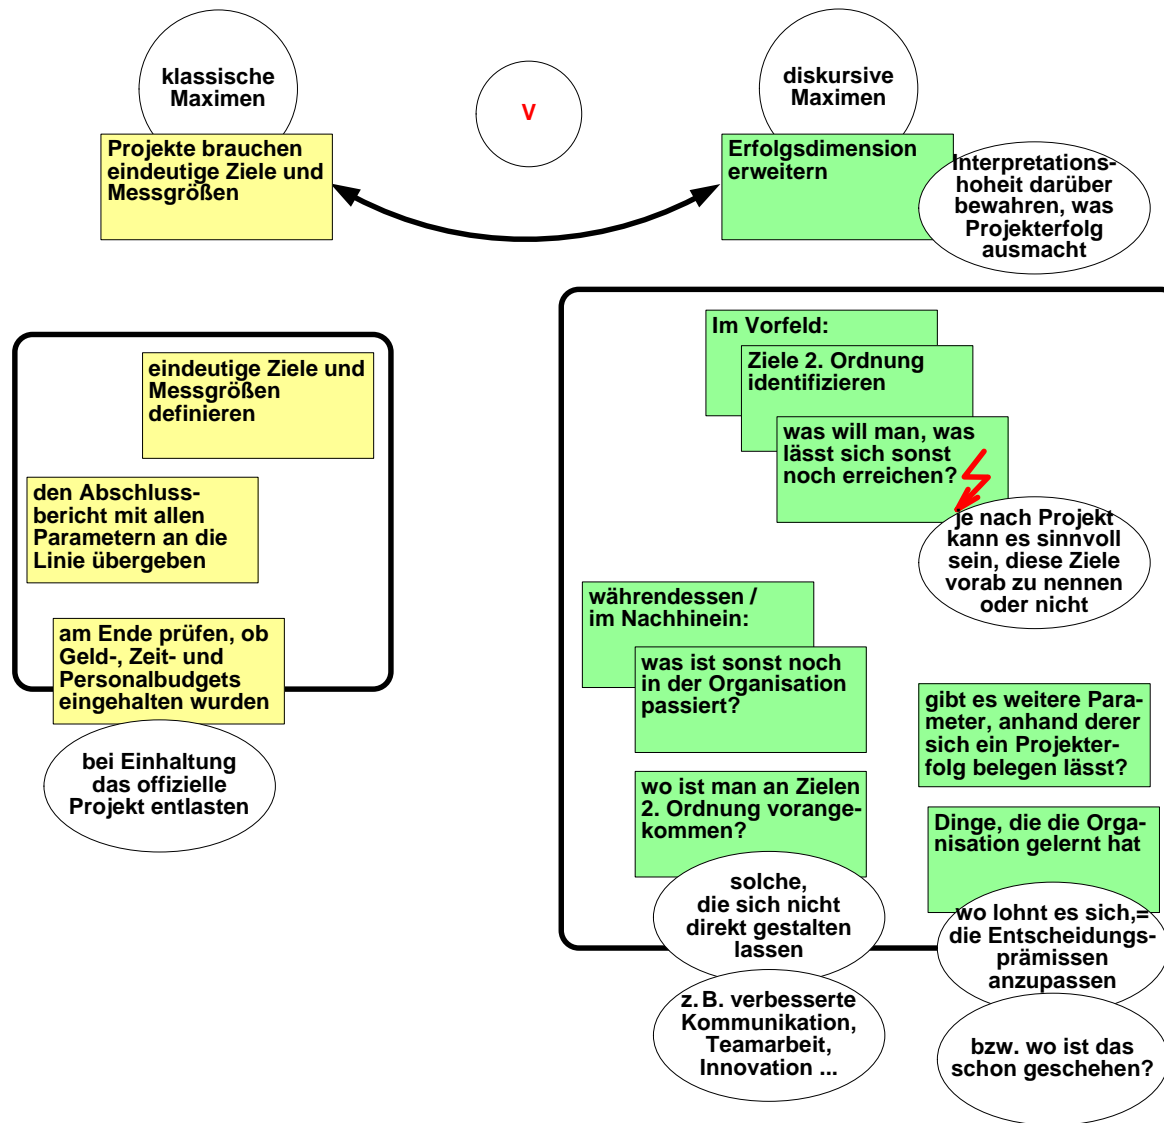 klassische
Maximen
V
diskursive
Maximen
Projekte brauchen
eindeutige Ziele und
Messgrößen
Erfolgsdimension
erweitern
Interpretations-
hoheit darüber
bewahren, was
Projekterfolg
ausmacht
eindeutige Ziele und
Messgrößen
definieren
den Abschluss-
bericht mit allen
Parametern an die
Linie übergeben
am Ende prüfen, ob
Geld-, Zeit- und
Personalbudgets
eingehalten wurden
bei Einhaltung
das offizielle
Projekt entlasten
Im Vorfeld:
Ziele 2. Ordnung
identifizieren
was will man, was
lässt sich sonst
noch erreichen?
je nach Projekt
kann es sinnvoll
sein, diese Ziele
vorab zu nennen
oder nicht
währendessen /
im Nachhinein:
was ist sonst noch
in der Organisation
passiert?
wo ist man an Zielen
2. Ordnung vorange-
kommen?
solche,
die sich nicht
direkt gestalten
lassen
z. B. verbesserte
Kommunikation,
Teamarbeit,
Innovation ...
gibt es weitere Para-
meter, anhand derer
sich ein Projekter-
folg belegen lässt?
Dinge, die die Orga-
nisation gelernt hat
wo lohnt es sich,=
die Entscheidungs-
prämissen
anzupassen
bzw. wo ist das
schon geschehen?